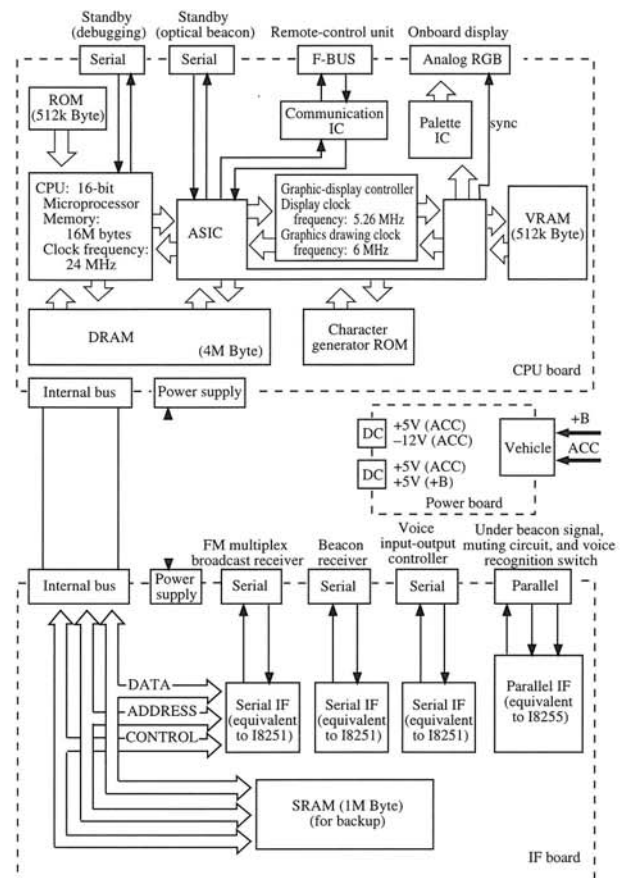 Standby
(debugging)
Standby
(optical beacon)
Remote-control unit
Onboard display
Serial
Serial
F-BUS
Analog RGB
ROM
(512k Byte)
Communication
IC
Palette
IC
sync
CPU: 16-bit
Microprocessor
Memory:
16M bytes
Clock frequency:
24 MHz
ASIC
Graphic-display controller
Display clock
frequency: 5.26 MHz
Graphics drawing clock
frequency: 6 MHz
VRAM
(512k Byte)
DRAM
(4M Byte)
Character
generator ROM
CPU board
Internal bus
Power supply
DC
+5V (ACC)
–12V (ACC)
DC
+5V (ACC)
+5V (+B)
Vehicle
+B
ACC
Power board
FM multiplex
broadcast receiver
Beacon
receiver
Voice
input-output
controller
Under beacon signal,
muting circuit, and voice
recognition switch
Internal bus
Power
supply
Serial
Serial
Serial
Parallel
DATA
ADDRESS
CONTROL
Serial IF
(equivalent
to I8251)
Serial IF
(equivalent
to I8251)
Serial IF
(equivalent
to I8251)
Parallel IF
(equivalent
to I8255)
SRAM (1M Byte)
(for backup)
IF board